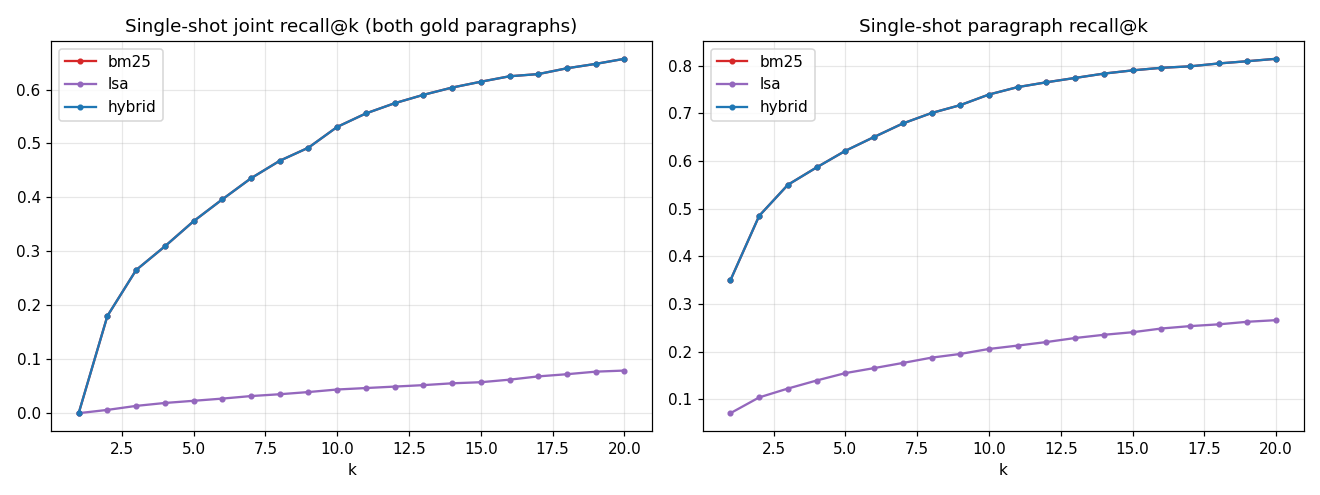 Single-shot joint recall@k (both gold paragraphs)
bm25
lsa
hybrid
0.6
0.5
0.4
0.3
0.2
0.1
0.0
2.5 5.0 7.5 10.0 12.5 15.0 17.5 20.0
k
Single-shot paragraph recall@k
bm25
lsa
hybrid
0.8
0.7
0.6
0.5
0.4
0.3
0.2
0.1
2.5 5.0 7.5 10.0 12.5 15.0 17.5 20.0
k